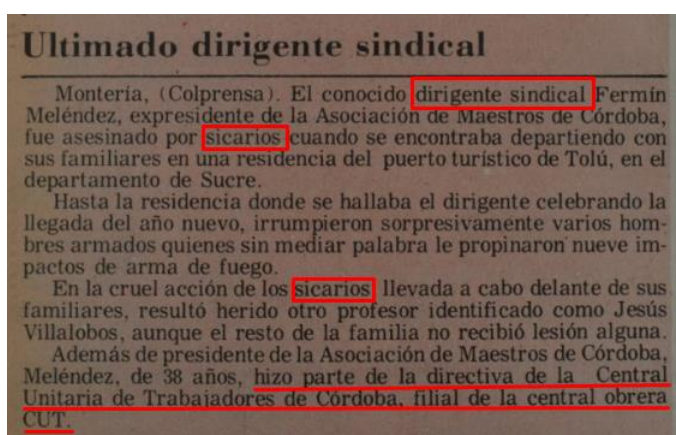 Ultimado dirigente sindical
Montería, (Colprensa). El conocido dirigente sindical Fermín
Meléndez, expresidente de la Asociación de Maestros de Córdoba,
fue asesinado por sicarios cuando se encontraba departiendo con
sus familiares en una residencia del puerto turístico de Tolú, en el
departamento de Sucre.
Hasta la residencia donde se hallaba el dirigente celebrando la
llegada del año nuevo, irrumpieron sorpresivamente varios hom-
bres armados quienes sin mediar palabra le propinaron nueve im-
pactos de arma de fuego.
En la cruel acción de los sicarios llevada a cabo delante de sus
familiares, resultó herido otro profesor identificado como Jesús
Villalobos, aunque el resto de la familia no recibió lesión alguna.
Además de presidente de la Asociación de Maestros de Córdoba,
Meléndez, de 38 años, hizo parte de la directiva de la Central
Unitaria de Trabajadores de Córdoba, filial de la central obrera
CUT.